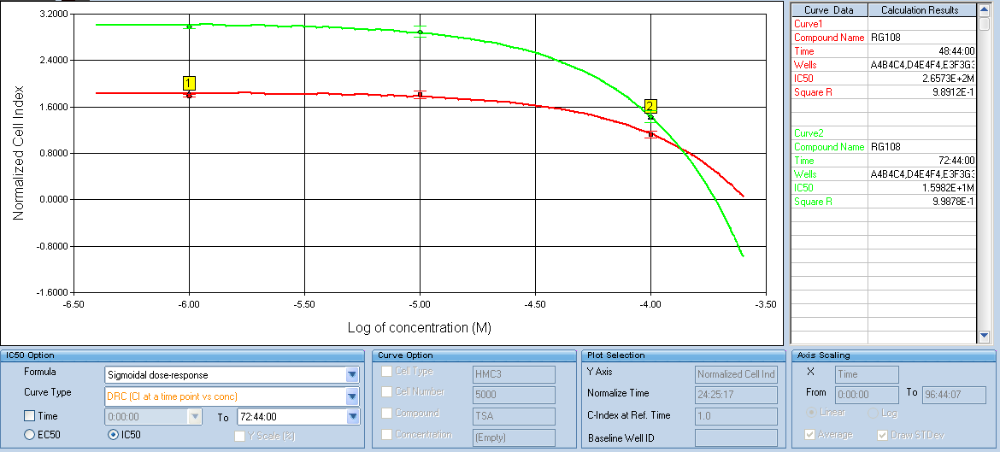 3.2000
2.4000
1.6000
0.8000
0.0000
-0.8000
-1.6000
Normalized Cell Index
1
2
-6.50 -6.00 -5.50 -5.00 -4.50 -4.00 -3.50
Log of concentration (M)
Curve Data Calculation Results
Curve1
Compound Name RG108
Time 48:44:00
Wells A4B4C4,D4E4F4,E3F3G3
IC50 2.6573E+2M
Square R 9.8912E-1
Curve2
Compound Name RG108
Time 72:44:00
Wells A4B4C4,D4E4F4,E3F3G3
IC50 1.5982E+1M
Square R 9.9878E-1
IC50 Option
Formula Sigmoidal dose-response
Curve Type DRC (CI at a time point vs conc)
Time 0:00:00 To 72:44:00
EC50 IC50 Y Scale (%)
Curve Option
Cell Type HMC3
Cell Number 5000
Compound TSA
Concentration (Empty)
Plot Selection
Y Axis Normalized Cell Ind
Normalize Time 24:25:17
C-Index at Ref. Time 1.0
Baseline Well ID
Axis Scaling
X Time
From 0:00:00 To 96:44:07
Linear Log
Average Draw STDev